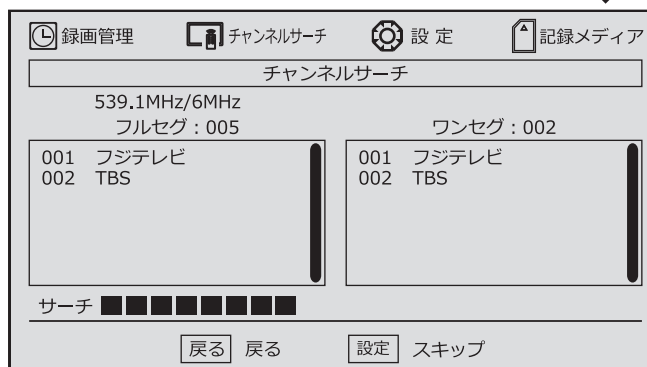 録画管理 チャンネルサーチ 設 定 記録メディア
チャンネルサーチ
539.1MHz/6MHz
フルセグ：005 ワンセグ：002
001 フジテレビ 001 フジテレビ
002 TBS 002 TBS
サーチ
戻る 戻る 設定 スキップ